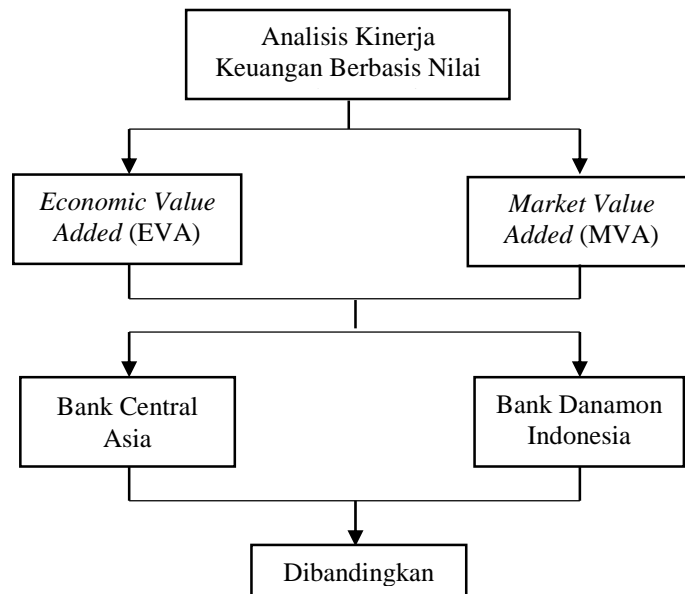 Analisis Kinerja
Keuangan Berbasis Nilai
Economic Value
Added (EVA)
Market Value
Added (MVA)
Bank Central
Asia
Bank Danamon
Indonesia
Dibandingkan